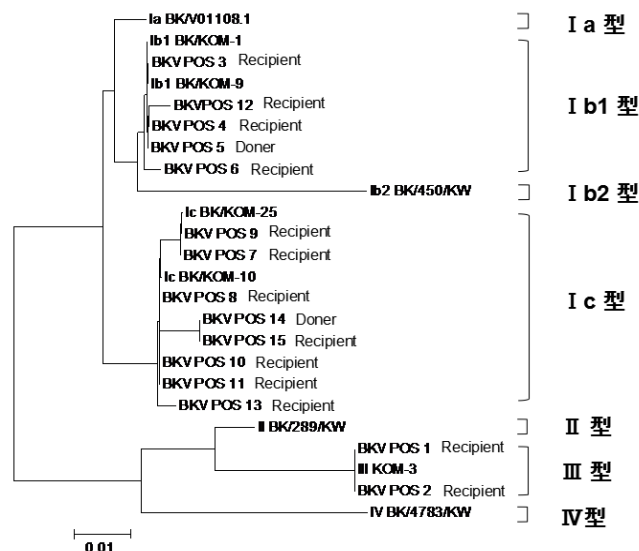 Ia BK/V01108.1
Ⅰa 型
Ib1 BK/KOM-1
BKV POS 3 Recipient
Ib1 BK/KOM-9
BKVPOS 12 Recipient
Ⅰb1 型
BKV POS 4 Recipient
BKV POS 5 Doner
BKV POS 6 Recipient
Ib2 BK/450/KW
Ⅰb2 型
Ic BK/KOM-25
BKV POS 9 Recipient
BKV POS 7 Recipient
Ic BK/KOM-10
BKV POS 8 Recipient
Ⅰc 型
BKV POS 14 Doner
BKV POS 15 Recipient
BKV POS 10 Recipient
BKV POS 11 Recipient
BKV POS 13 Recipient
II BK/289/KW
Ⅱ 型
BKV POS 1 Recipient
III KOM-3
Ⅲ 型
BKV POS 2 Recipient
IV BK/4783/KW
Ⅳ型
0.01